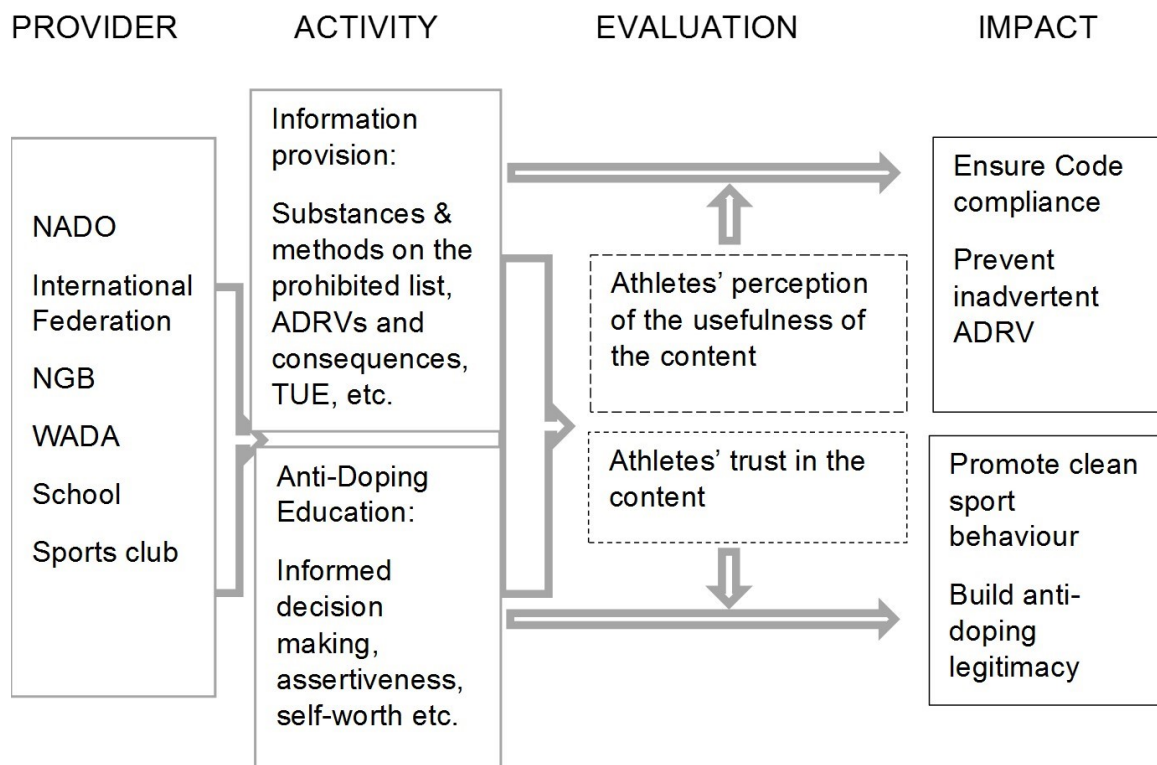 PROVIDER
ACTIVITY
EVALUATION
IMPACT
NADO
International
Federation
NGB
WADA
School
Sports club
Information
provision:
Substances &
methods on the
prohibited list,
ADRVs and
consequences,
TUE, etc.
Anti-Doping
Education:
Informed
decision
making,
assertiveness,
self-worth etc.
Athletes’ perception
of the usefulness of
the content
Athletes’ trust in the
content
Ensure Code
compliance
Prevent
inadvertent
ADRV
Promote clean
sport
behaviour
Build anti-
doping
legitimacy